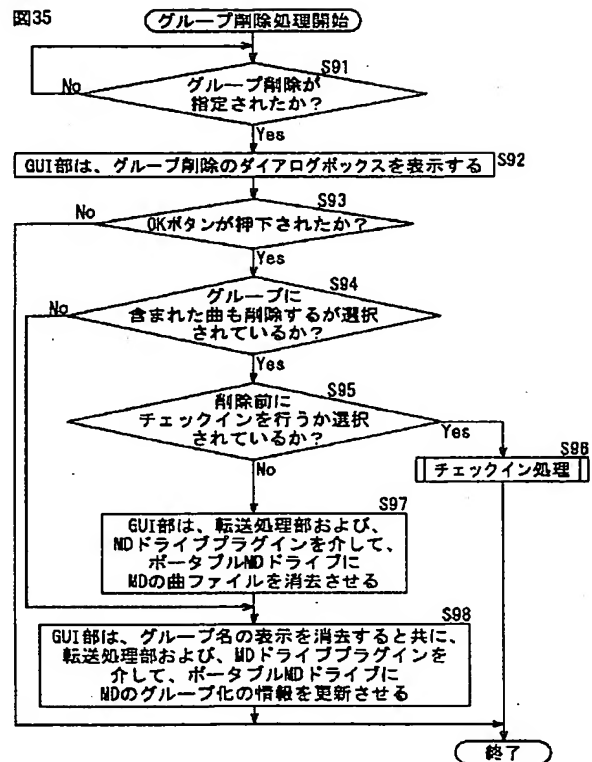 図35
グループ削除処理開始
S91
グループ削除が
指定されたか?
No
Yes
GUI部は、グループ削除のダイアログボックスを表示する
S92
S93
OKボタンが押下されたか?
No
Yes
S94
グループに
含まれた曲も削除するが選択
されているか?
No
Yes
S95
削除前に
チェックインを行うか選択
されているか?
Yes
No
S96
チェックイン処理
S97
GUI部は、転送処理部および、
MDドライブプラグインを介して、
ポータブルMDドライブに
MDの曲ファイルを消去させる
S98
GUI部は、グループ名の表示を消去すると共に、
転送処理部および、MDドライブプラグインを
介して、ポータブルMDドライブに
MDのグループ化の情報を更新させる
終了